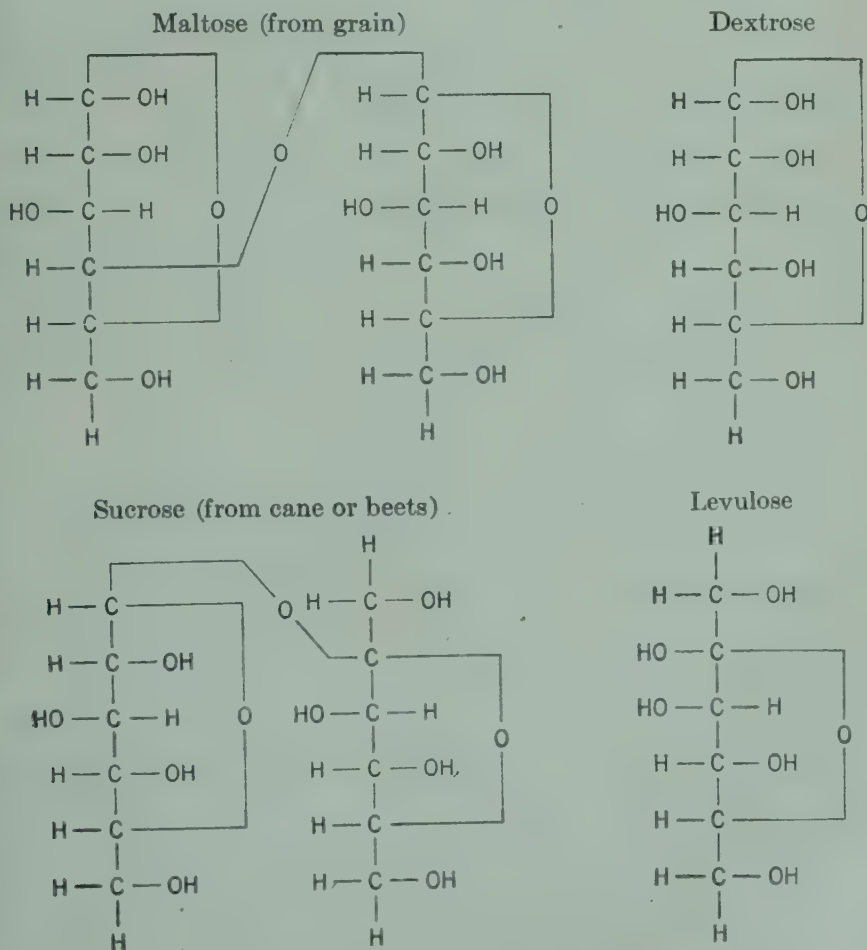 Maltose (from grain)
H — C — OH
H — C — OH
HO — C — H
O
H — C
H — C
H — C — OH
H
O
H — C
H — C — OH
HO — C — H
O
H — C — OH
H — C
H — C — OH
H
Dextrose
H — C — OH
H — C — OH
HO — C — H
O
H — C — OH
H — C
H — C — OH
H
Sucrose (from cane or beets)
H — C
H — C — OH
HO — C — H
O
H — C — OH
H — C
H — C — OH
H
O
H
H — C — OH
C
HO — C — H
O
H — C — OH
H — C
H — C — OH
H
Levulose
H
H — C — OH
HO — C
HO — C — H
O
H — C — OH
H — C
H — C — OH
H